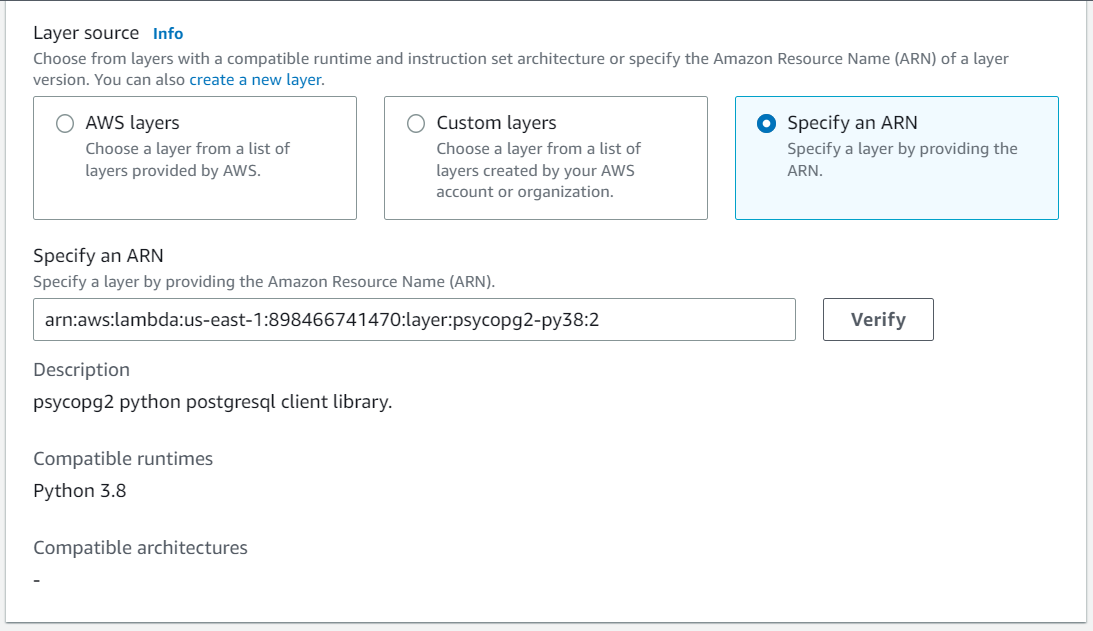 Layer source Info
Choose from layers with a compatible runtime and instruction set architecture or specify the Amazon Resource Name (ARN) of a layer
version. You can also create a new layer.
AWS layers
Choose a layer from a list of
layers provided by AWS.
Custom layers
Choose a layer from a list of
layers created by your AWS
account or organization.
Specify an ARN
Specify a layer by providing the
ARN.
Specify an ARN
Specify a layer by providing the Amazon Resource Name (ARN).
arn:aws:lambda:us-east-1:898466741470:layer:psycopg2-py38:2
Verify
Description
psycopg2 python postgresql client library.
Compatible runtimes
Python 3.8
Compatible architectures
-